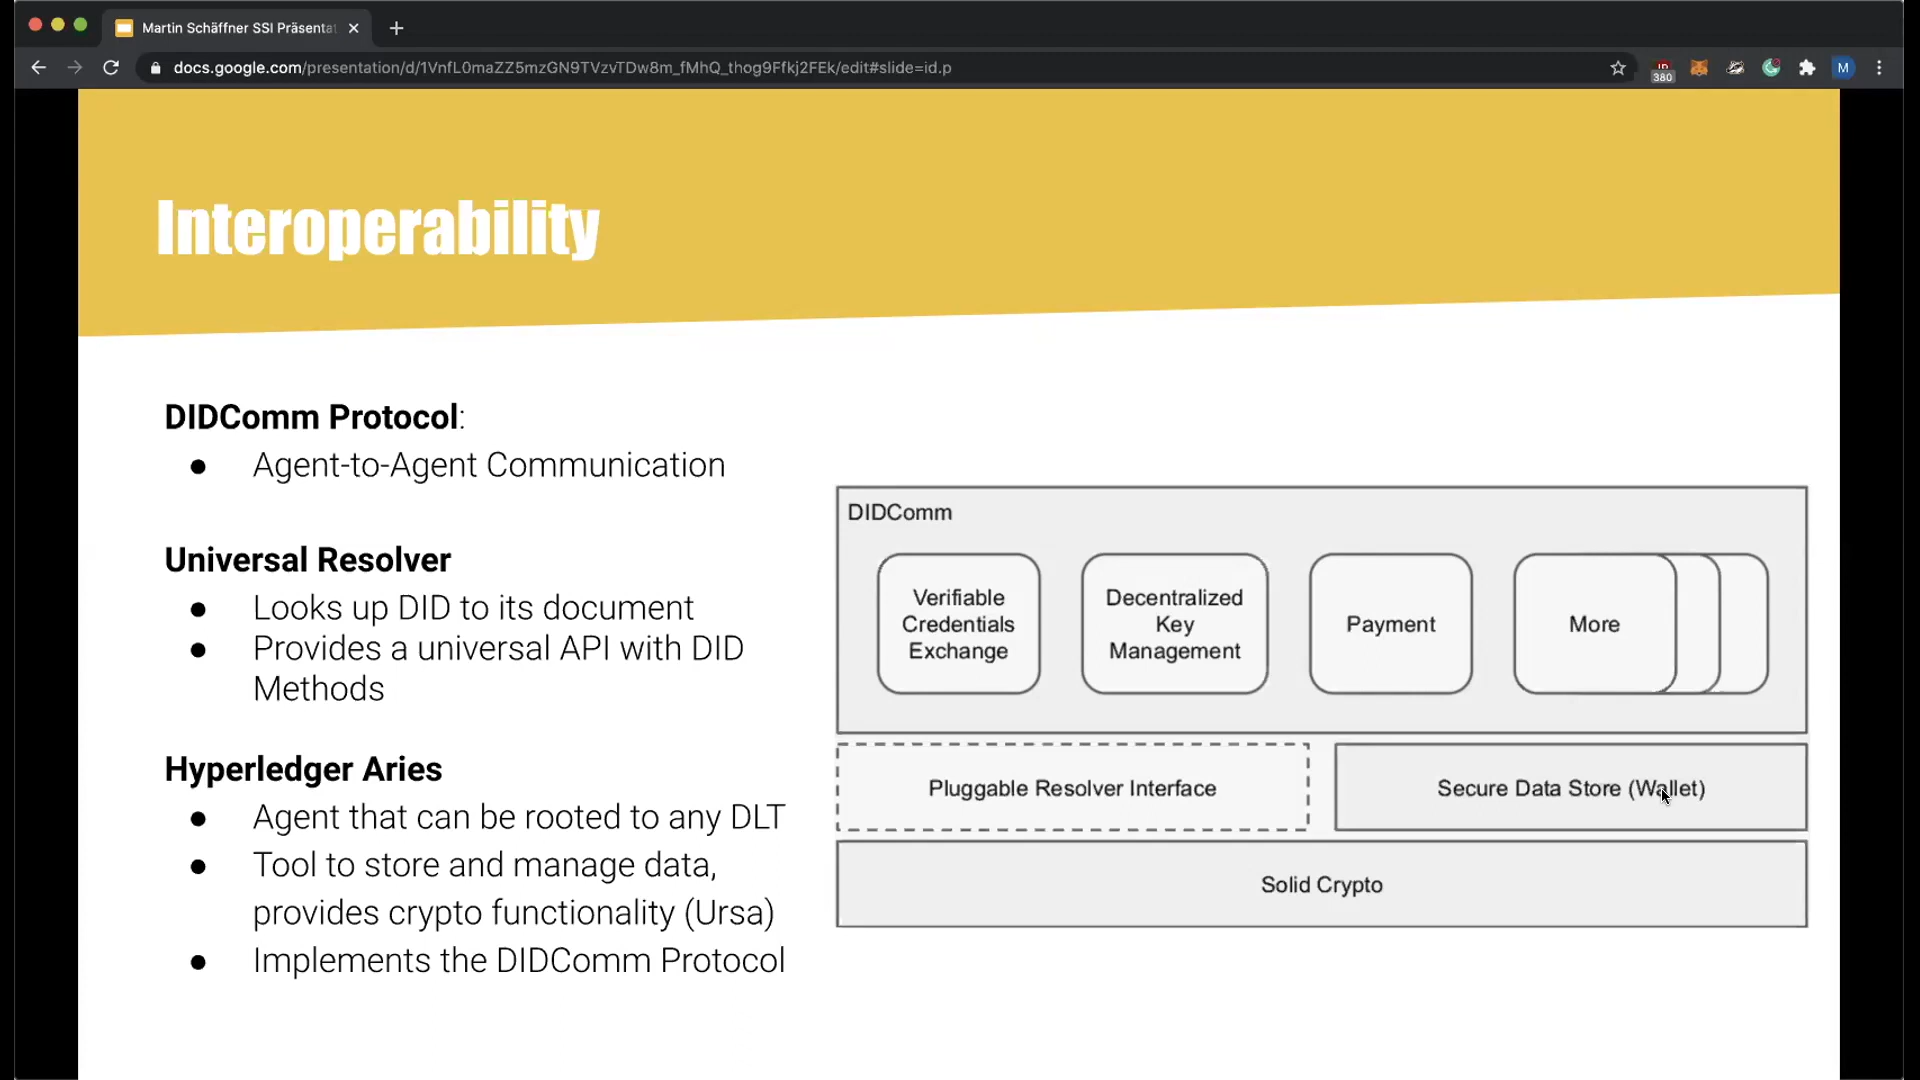 Martin Schäffner SSI Präsenta
docs.google.com/presentation/d/1VnfL0maZZ5mzGN9TVzvTDw8m_fMhQ_thog9Ffkj2FEk/edit#slide=id.p
380
M
Interoperability
DIDComm Protocol:
● Agent-to-Agent Communication
Universal Resolver
● Looks up DID to its document
● Provides a universal API with DID
Methods
Hyperledger Aries
● Agent that can be rooted to any DLT
● Tool to store and manage data,
provides crypto functionality (Ursa)
● Implements the DIDComm Protocol
DIDComm
Verifiable
Credentials
Exchange
Decentralized
Key
Management
Payment
More
Pluggable Resolver Interface
Secure Data Store (Wallet)
Solid Crypto